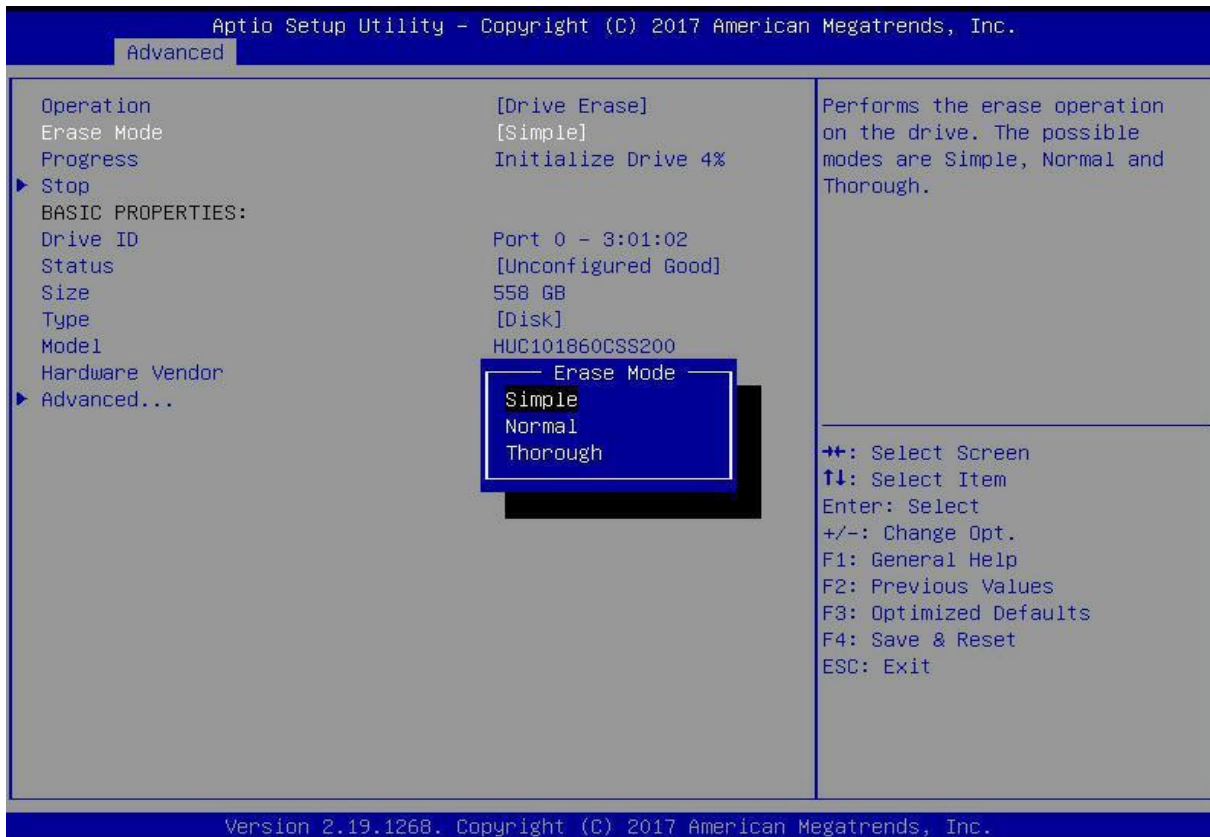 Aptio Setup Utility – Copyright (C) 2017 American Megatrends, Inc.
Advanced
Operation [Drive Erase]
Erase Mode [Simple]
Progress Initialize Drive 4%
▶ Stop
BASIC PROPERTIES:
Drive ID Port 0 – 3:01:02
Status [Unconfigured Good]
Size 558 GB
Type [Disk]
Model HUC101860CSS200
Hardware Vendor
▶ Advanced...
Erase Mode
Simple
Normal
Thorough
Performs the erase operation
on the drive. The possible
modes are Simple, Normal and
Thorough.
→←: Select Screen
↑↓: Select Item
Enter: Select
+/-: Change Opt.
F1: General Help
F2: Previous Values
F3: Optimized Defaults
F4: Save & Reset
ESC: Exit
Version 2.19.1268. Copyright (C) 2017 American Megatrends, Inc.